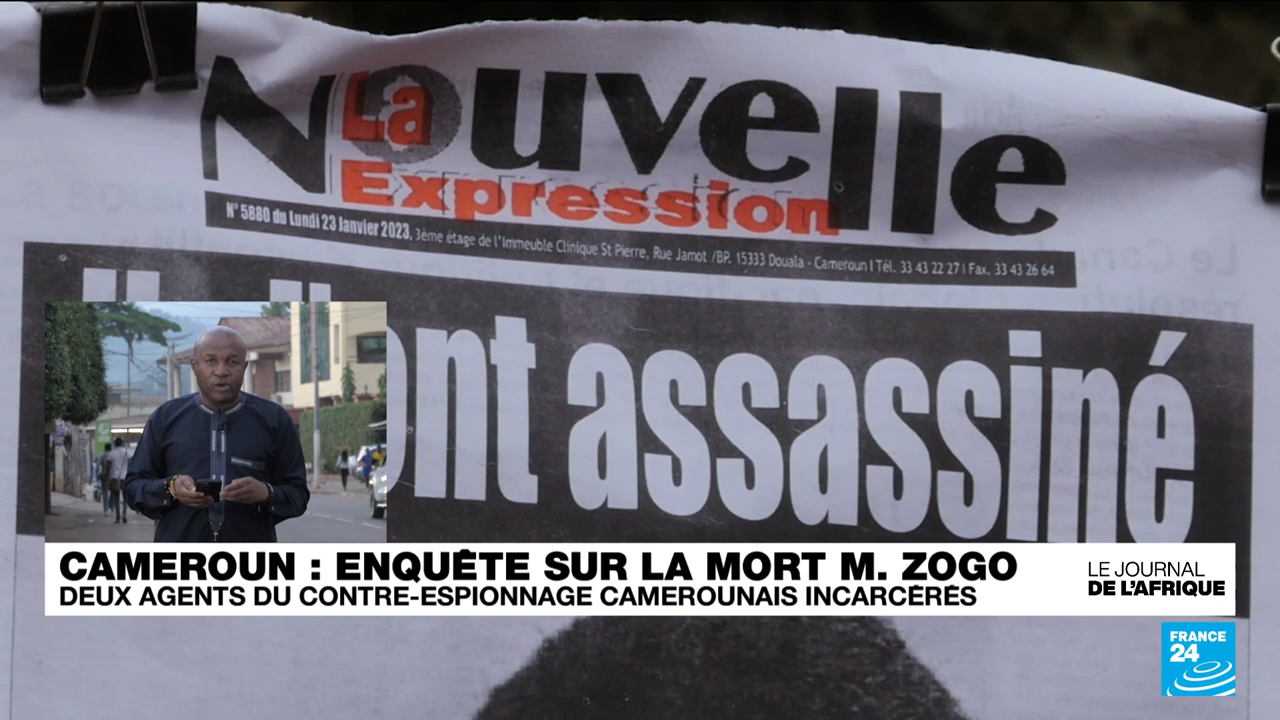 Nouvelle
La
Expression
N° 5880 du Lundi 23 Janvier 2023, 3ème étage de l'Immeuble Clinique St Pierre, Rue Jamot /BP. 15333 Douala - Cameroun I Tél. 33 43 22 27 I Fax. 33 43 26 64
ont assassiné
CAMEROUN : ENQUÊTE SUR LA MORT M. ZOGO
DEUX AGENTS DU CONTRE-ESPIONNAGE CAMEROUNAIS INCARCÉRÉS
LE JOURNAL
DE L'AFRIQUE
FRANCE
24